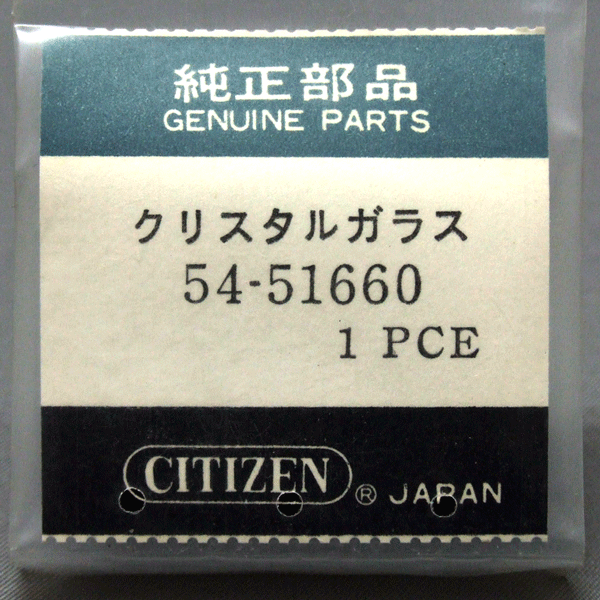 純正部品
GENUINE PARTS
クリスタルガラス
54-51660
1 PCE
CITIZEN ® JAPAN